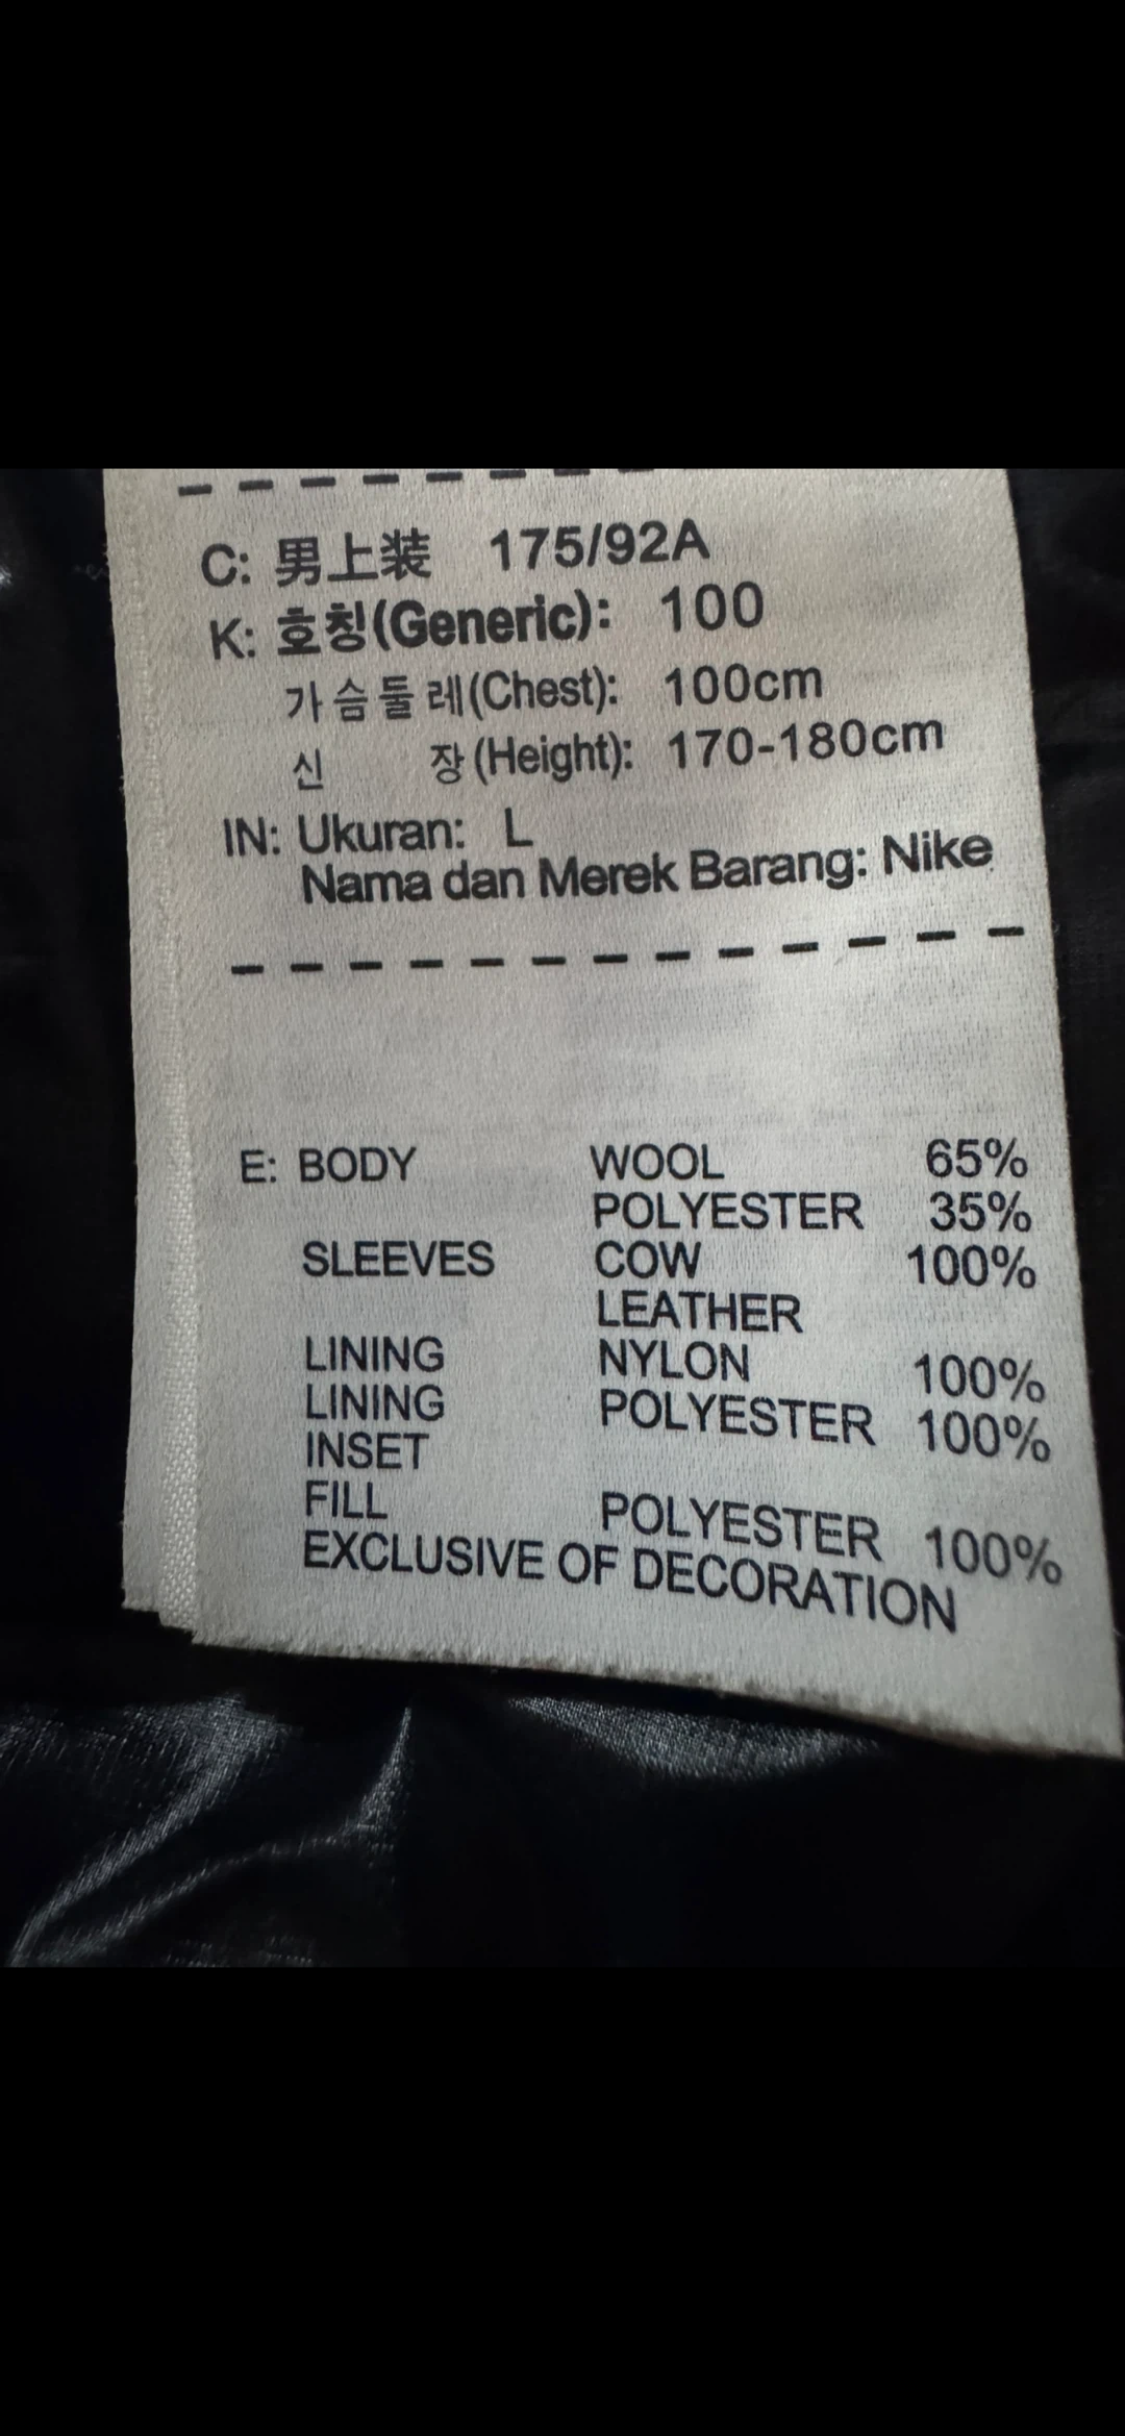 C: 男上装 175/92A
K: 호칭(Generic): 100
가슴둘레(Chest): 100cm
신 장(Height): 170-180cm
IN: Ukuran: L
Nama dan Merek Barang: Nike
E: BODY WOOL 65%
POLYESTER 35%
SLEEVES COW 100%
LEATHER
LINING NYLON 100%
LINING POLYESTER 100%
INSET
FILL POLYESTER 100%
EXCLUSIVE OF DECORATION